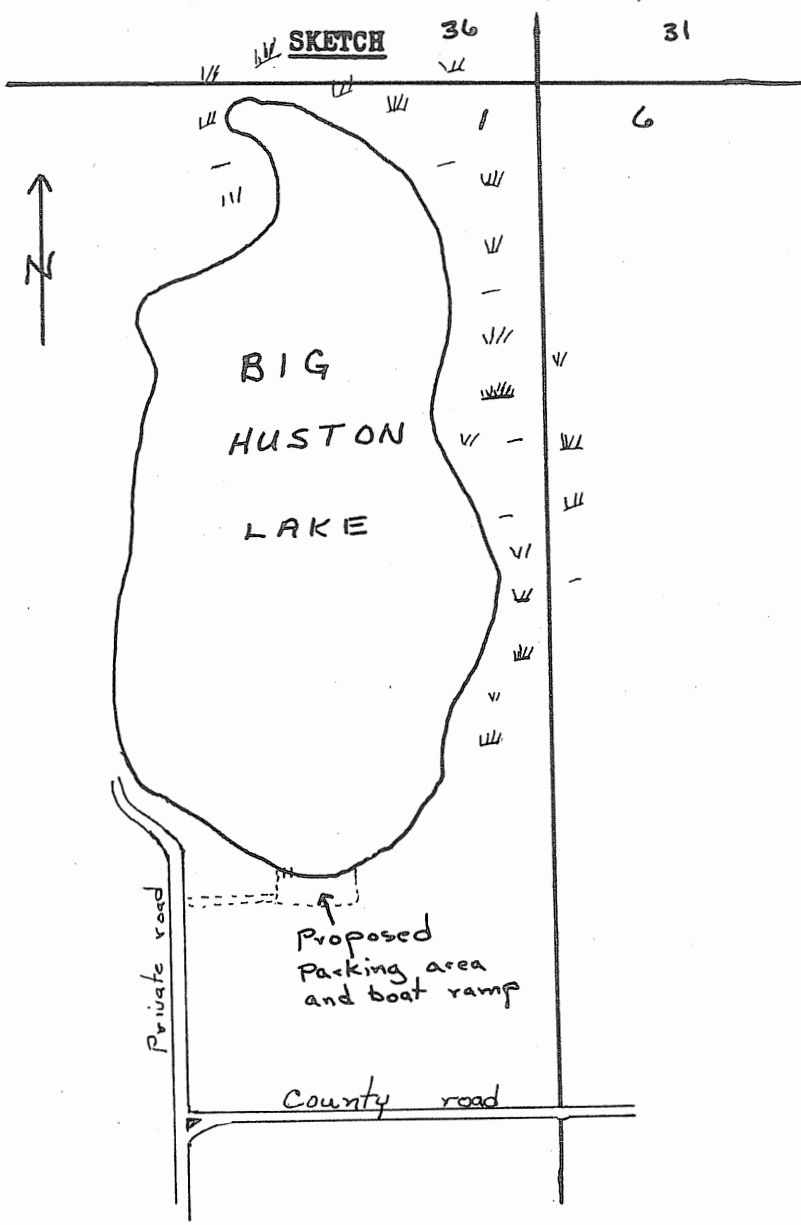 SKETCH
36
31
1
6
N
BIG
HUSTON
LAKE
Private road
Proposed
Parking area
and boat ramp
County road